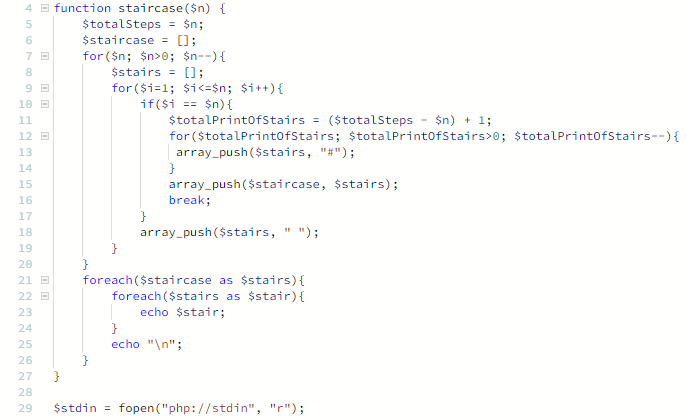 4 function staircase($n) {
5     $totalSteps = $n;
6     $staircase = [];
7     for($n; $n>0; $n--){
8         $stairs = [];
9         for($i=1; $i<=$n; $i++){
10             if($i == $n){
11                 $totalPrintOfStairs = ($totalSteps - $n) + 1;
12                 for($totalPrintOfStairs; $totalPrintOfStairs>0; $totalPrintOfStairs--){
13                  array_push($stairs, "#");
14                 }
15                 array_push($staircase, $stairs);
16                 break;
17             }
18             array_push($stairs, " ");
19         }
20     }
21     foreach($staircase as $stairs){
22         foreach($stairs as $stair){
23             echo $stair;
24         }
25         echo "\n";
26     }
27 }
28
29 $stdin = fopen("php://stdin", "r");